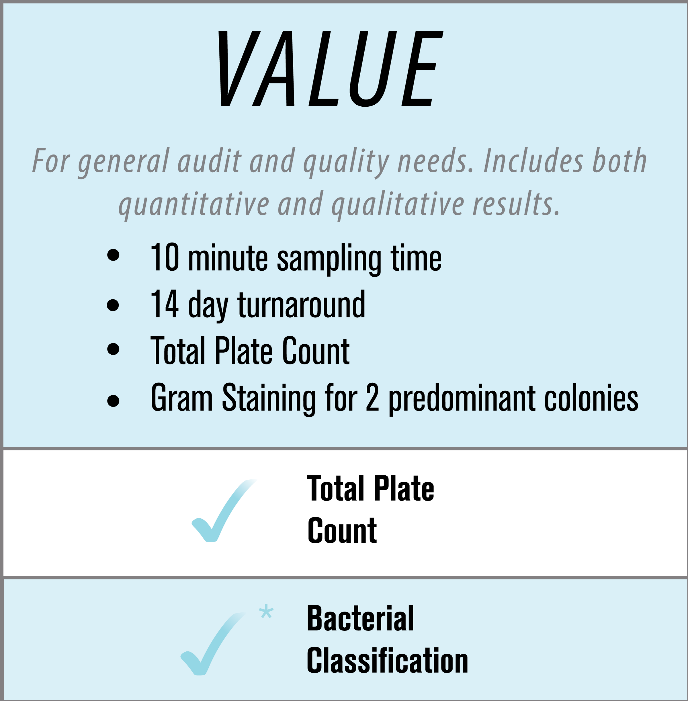 VALUE
For general audit and quality needs. Includes both
quantitative and qualitative results.
• 10 minute sampling time
• 14 day turnaround
• Total Plate Count
• Gram Staining for 2 predominant colonies
Total Plate
Count
* Bacterial
Classification